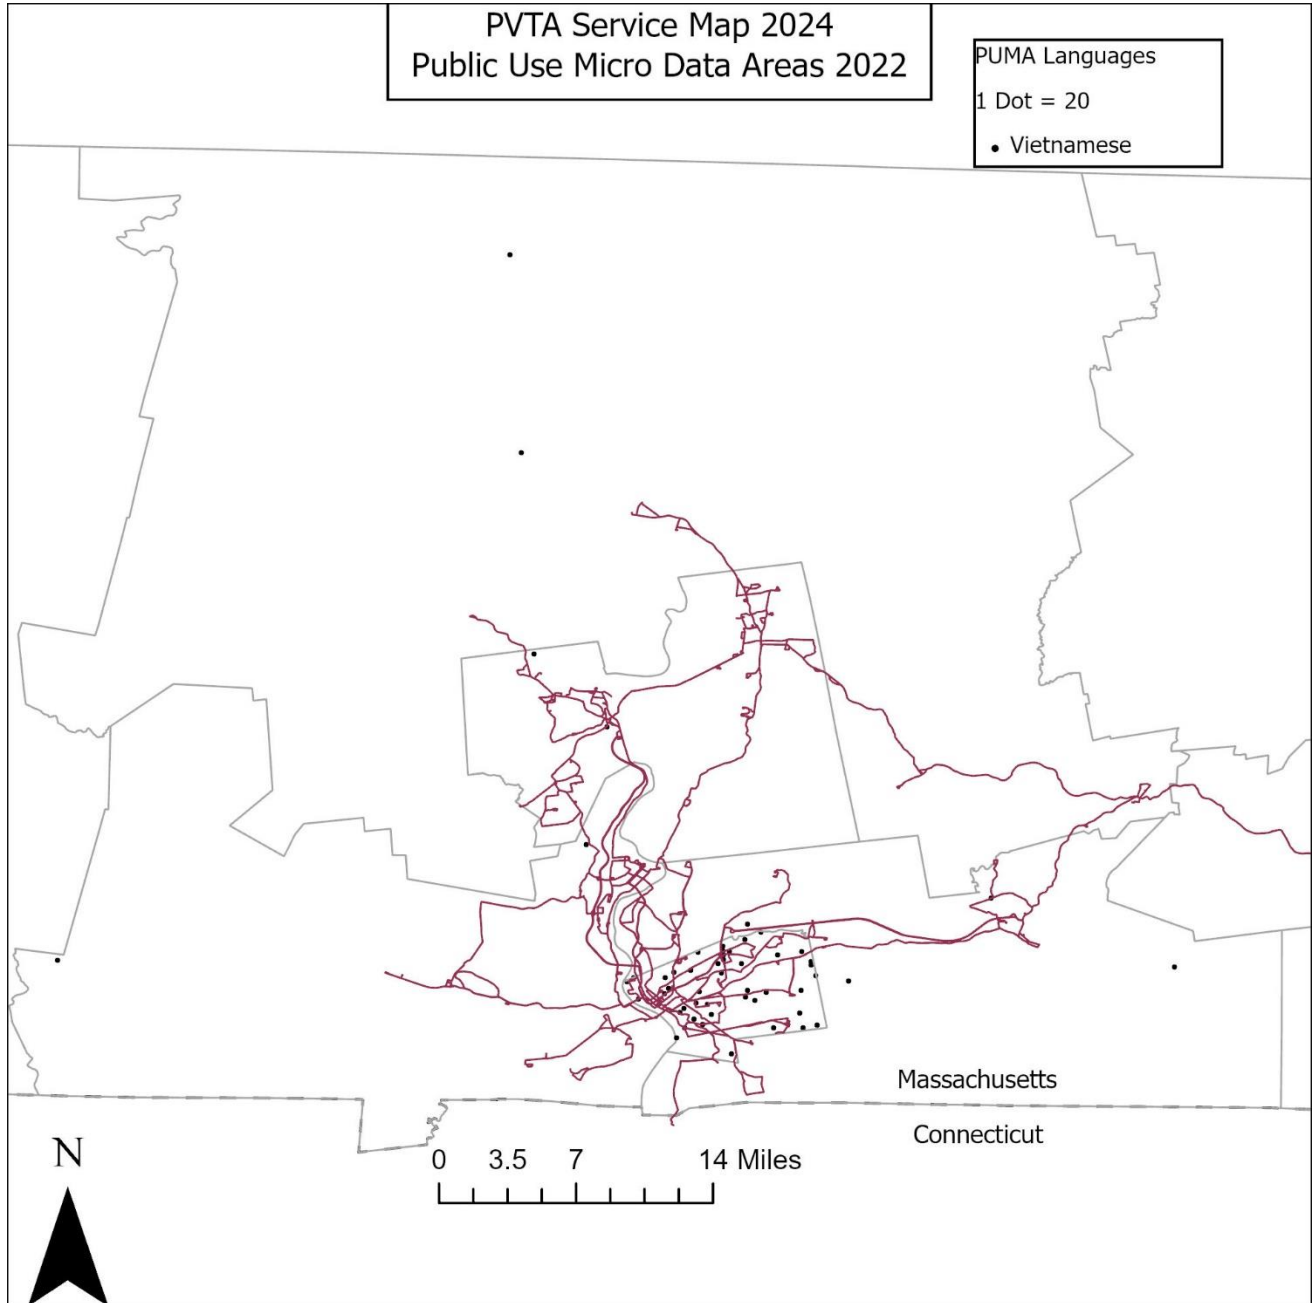 PVTA Service Map 2024
Public Use Micro Data Areas 2022
PUMA Languages
1 Dot = 20
Vietnamese
Massachusetts
Connecticut
N
0 3.5 7 14 Miles